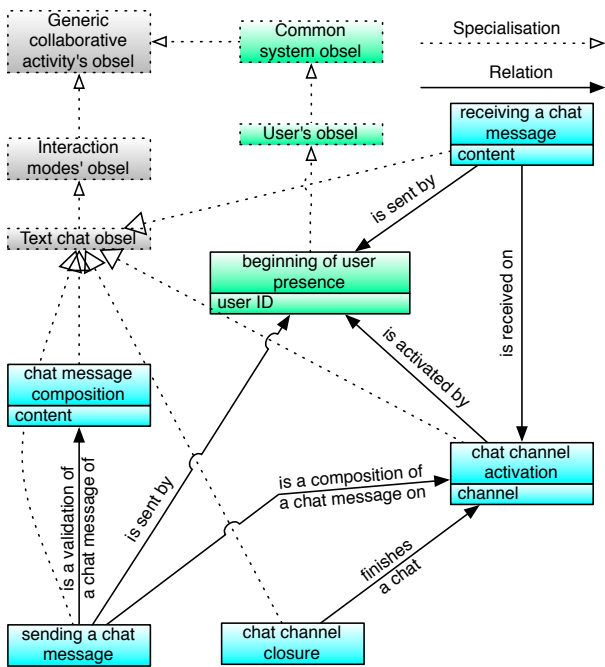 Generic
collaborative
activity's obsel
Common
system obsel
Specialisation
Relation
Interaction
modes' obsel
User's obsel
receiving a chat
message
content
Text chat obsel
is sent by
beginning of user
presence
user ID
is received on
is activated by
chat message
composition
content
chat channel
activation
channel
is a composition of
a chat message on
is sent by
is a validation of
a chat message of
finishes
a chat
sending a chat
message
chat channel
closure